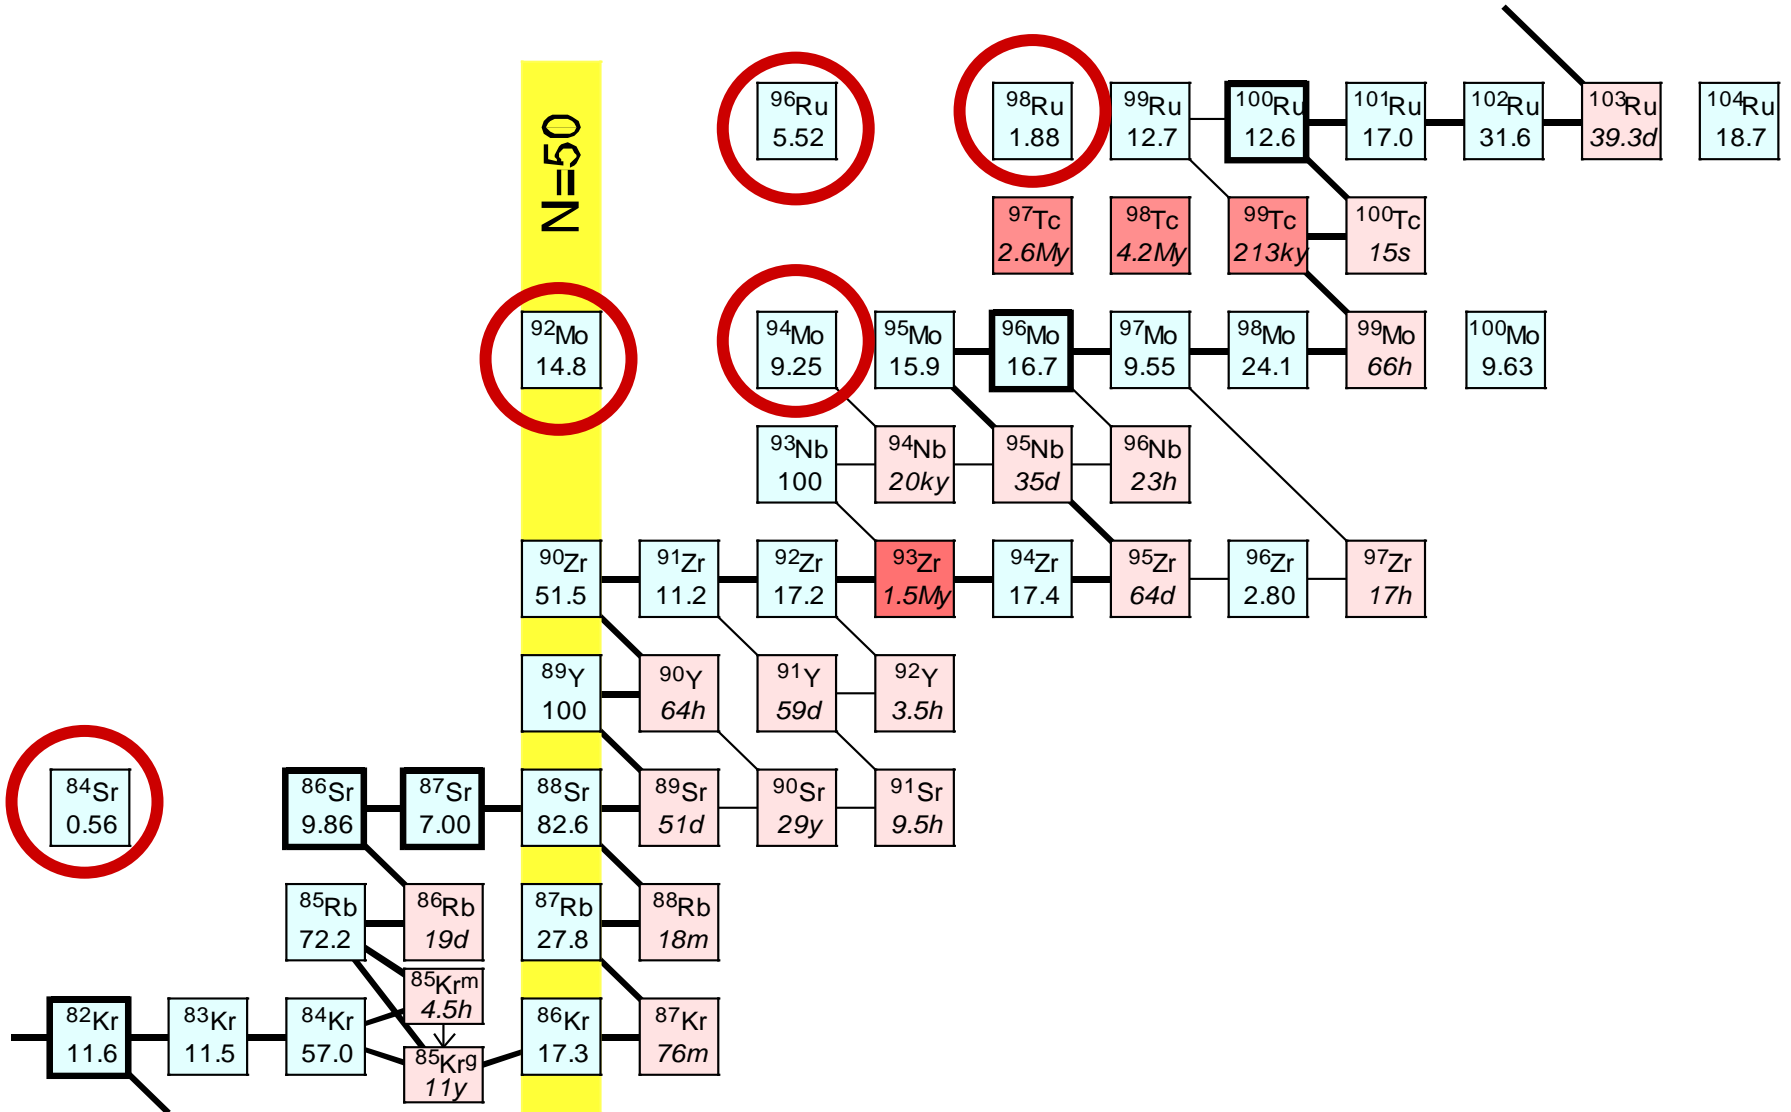 N=50
⁹⁶Ru
5.52
⁹⁸Ru
1.88
⁹⁹Ru
12.7
¹⁰⁰Ru
12.6
¹⁰¹Ru
17.0
¹⁰²Ru
31.6
¹⁰³Ru
39.3d
¹⁰⁴Ru
18.7
⁹⁷Tc
2.6My
⁹⁸Tc
4.2My
⁹⁹Tc
213ky
¹⁰⁰Tc
15s
⁹²Mo
14.8
⁹⁴Mo
9.25
⁹⁵Mo
15.9
⁹⁶Mo
16.7
⁹⁷Mo
9.55
⁹⁸Mo
24.1
⁹⁹Mo
66h
¹⁰⁰Mo
9.63
⁹³Nb
100
⁹⁴Nb
20ky
⁹⁵Nb
35d
⁹⁶Nb
23h
⁹⁰Zr
51.5
⁹¹Zr
11.2
⁹²Zr
17.2
⁹³Zr
1.5My
⁹⁴Zr
17.4
⁹⁵Zr
64d
⁹⁶Zr
2.80
⁹⁷Zr
17h
⁸⁹Y
100
⁹⁰Y
64h
⁹¹Y
59d
⁹²Y
3.5h
⁸⁴Sr
0.56
⁸⁶Sr
9.86
⁸⁷Sr
7.00
⁸⁸Sr
82.6
⁸⁹Sr
51d
⁹⁰Sr
29y
⁹¹Sr
9.5h
⁸⁵Rb
72.2
⁸⁶Rb
19d
⁸⁷Rb
27.8
⁸⁸Rb
18m
⁸²Kr
11.6
⁸³Kr
11.5
⁸⁴Kr
57.0
⁸⁵Krᵐ
4.5h
⁸⁵Krᵍ
11y
⁸⁶Kr
17.3
⁸⁷Kr
76m